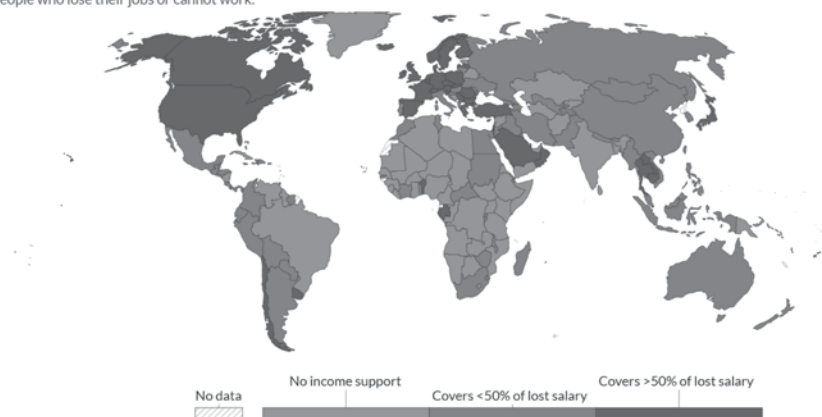 people who lose their jobs or cannot work.
No income support
Covers >50% of lost salary
No data
Covers <50% of lost salary